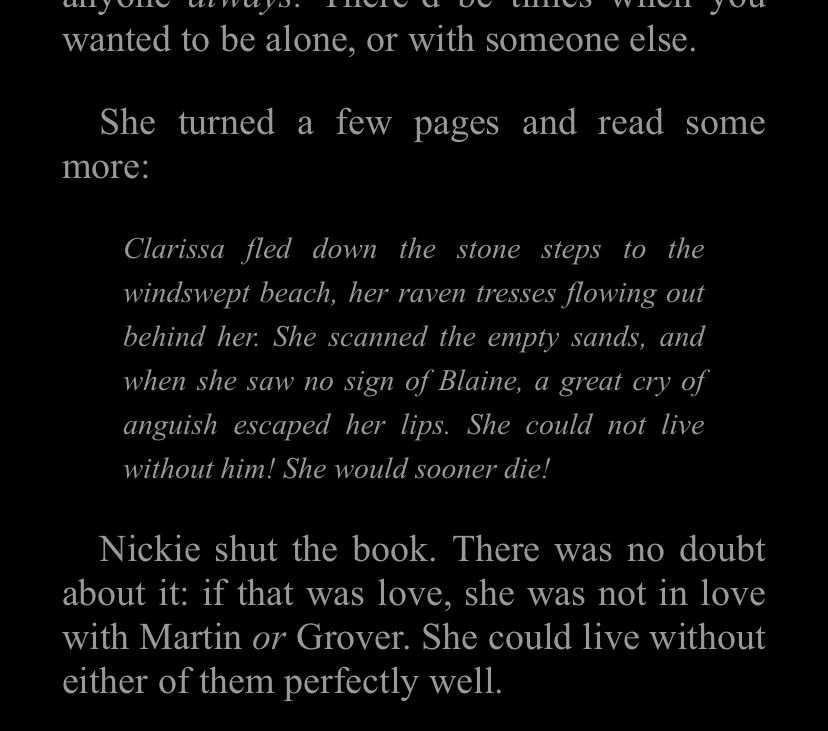 anyone always. There'd be times when you
wanted to be alone, or with someone else.
She turned a few pages and read some
more:
Clarissa fled down the stone steps to the
windswept beach, her raven tresses flowing out
behind her. She scanned the empty sands, and
when she saw no sign of Blaine, a great cry of
anguish escaped her lips. She could not live
without him! She would sooner die!
Nickie shut the book. There was no doubt
about it: if that was love, she was not in love
with Martin or Grover. She could live without
either of them perfectly well.